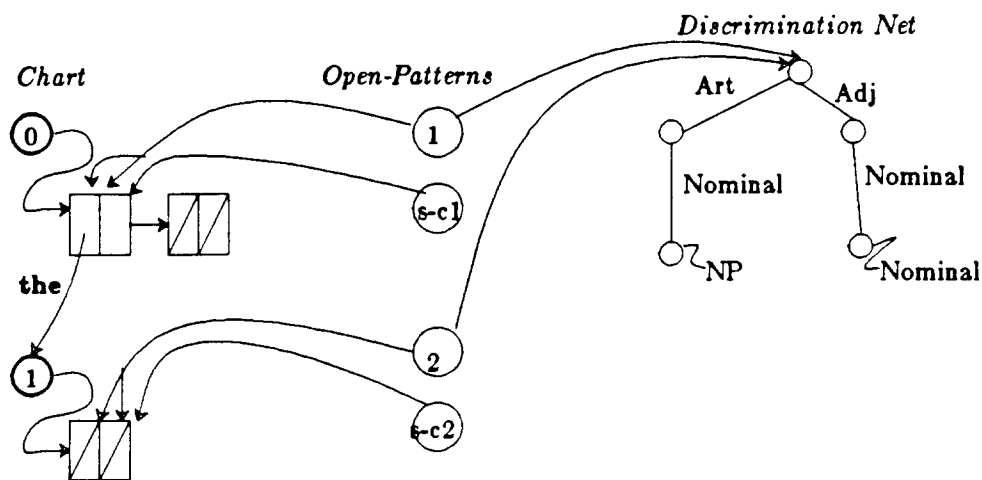 Discrimination Net
Chart
Open-Patterns
Art
Adj
0
1
Nominal
Nominal
s-c1
NP
Nominal
the
2
1
s-c2